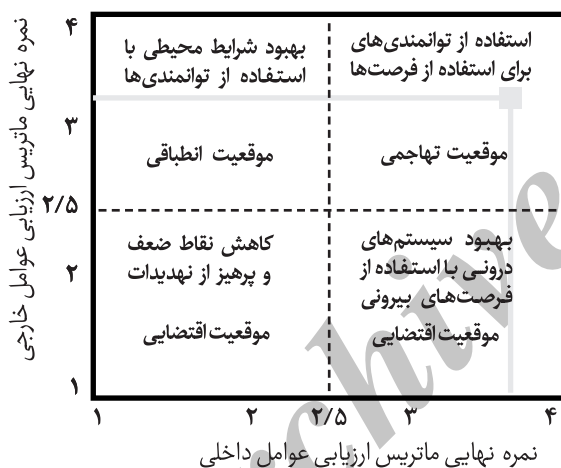 نمره نهایی ماتریس ارزیابی عوامل خارجی
۴
۳
۲/۵
۲
۱
استفاده از توانمندی‌های
برای استفاده از فرصت‌ها
موقعیت تهاجمی
بهبود شرایط محیطی با
استفاده از توانمندی‌ها
موقعیت انطباقی
بهبود سیستم‌های
درونی با استفاده از
فرصت‌های بیرونی
موقعیت اقتضایی
کاهش نقاط ضعف
و پرهیز از نهدیدات
موقعیت اقتضایی
۱
۲
۲/۵
۳
۴
نمره نهایی ماتریس ارزیابی عوامل داخلی
rchive